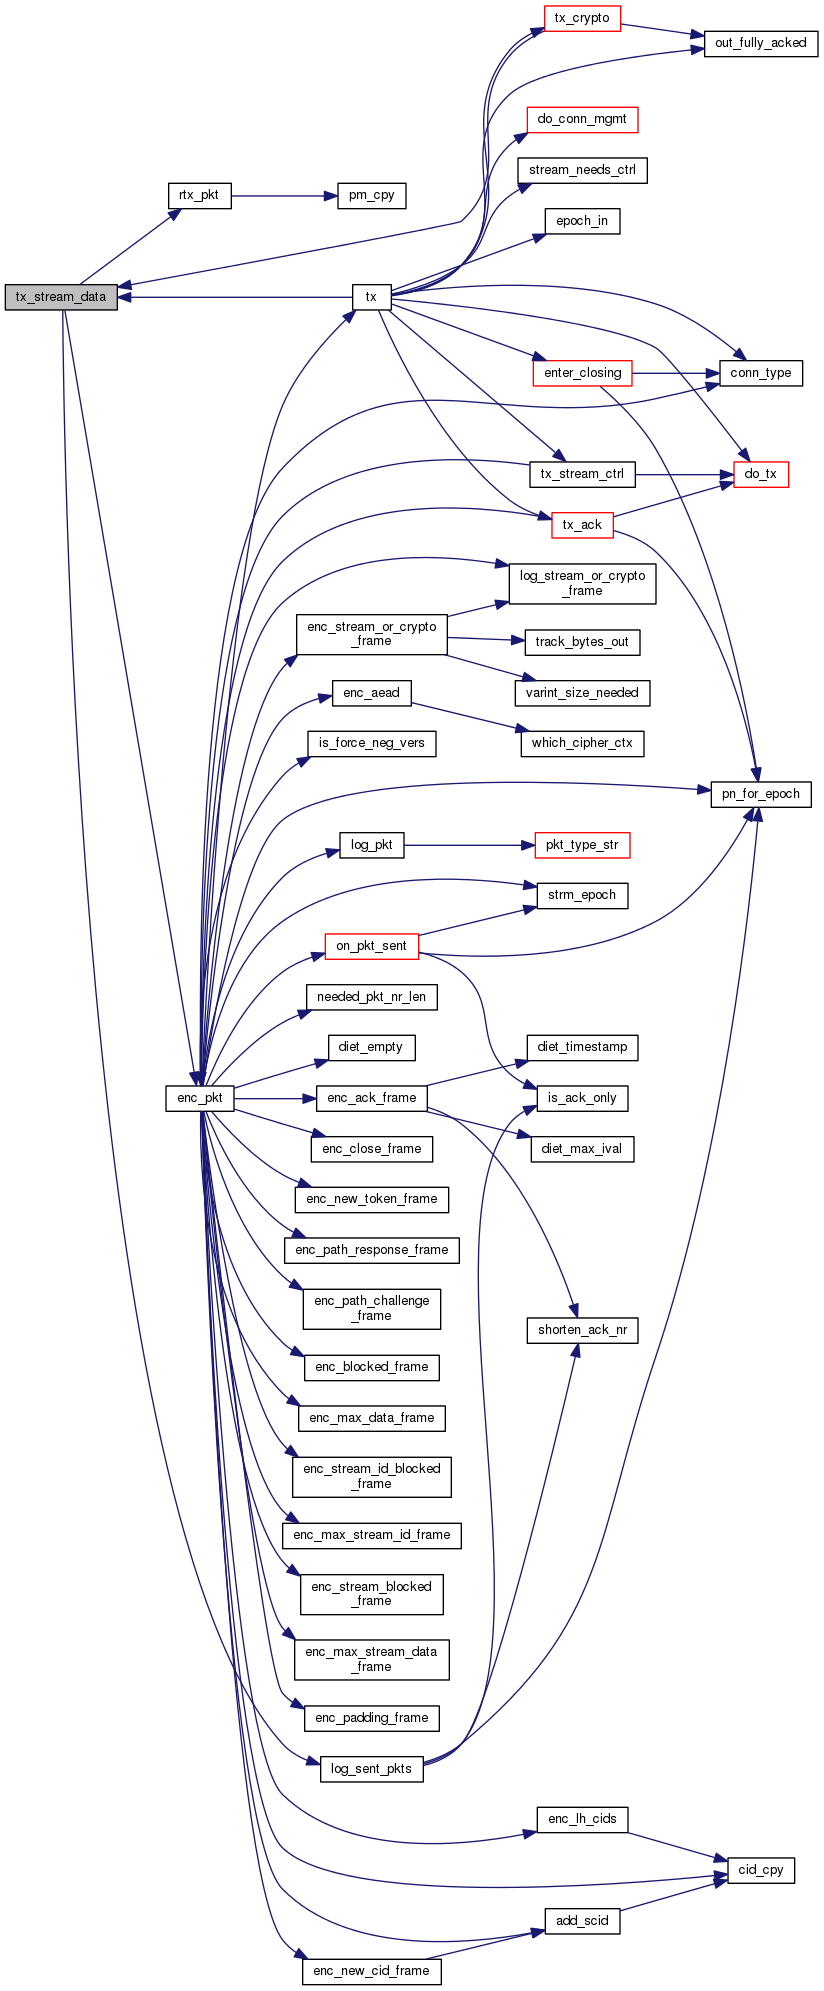 tx_crypto
out_fully_acked
do_conn_mgmt
stream_needs_ctrl
rtx_pkt
pm_cpy
epoch_in
tx_stream_data
tx
enter_closing
conn_type
tx_stream_ctrl
do_tx
tx_ack
log_stream_or_crypto
_frame
enc_stream_or_crypto
_frame
track_bytes_out
enc_aead
varint_size_needed
is_force_neg_vers
which_cipher_ctx
pn_for_epoch
log_pkt
pkt_type_str
strm_epoch
on_pkt_sent
needed_pkt_nr_len
diet_empty
diet_timestamp
enc_pkt
enc_ack_frame
is_ack_only
enc_close_frame
diet_max_ival
enc_new_token_frame
enc_path_response_frame
enc_path_challenge
_frame
shorten_ack_nr
enc_blocked_frame
enc_max_data_frame
enc_stream_id_blocked
_frame
enc_max_stream_id_frame
enc_stream_blocked
_frame
enc_max_stream_data
_frame
enc_padding_frame
log_sent_pkts
enc_lh_cids
cid_cpy
add_scid
enc_new_cid_frame